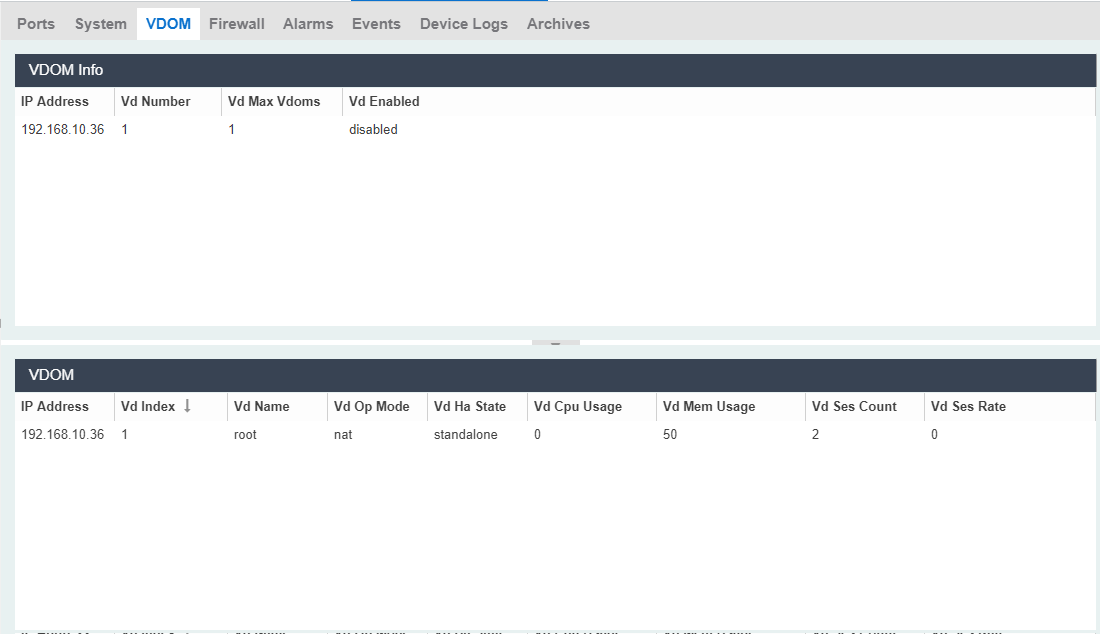 Ports System VDOM Firewall Alarms Events Device Logs Archives
VDOM Info
IP Address Vd Number Vd Max Vdoms Vd Enabled
192.168.10.36 1 1 disabled
VDOM
IP Address Vd Index ↓ Vd Name Vd Op Mode Vd Ha State Vd Cpu Usage Vd Mem Usage Vd Ses Count Vd Ses Rate
192.168.10.36 1 root nat standalone 0 50 2 0